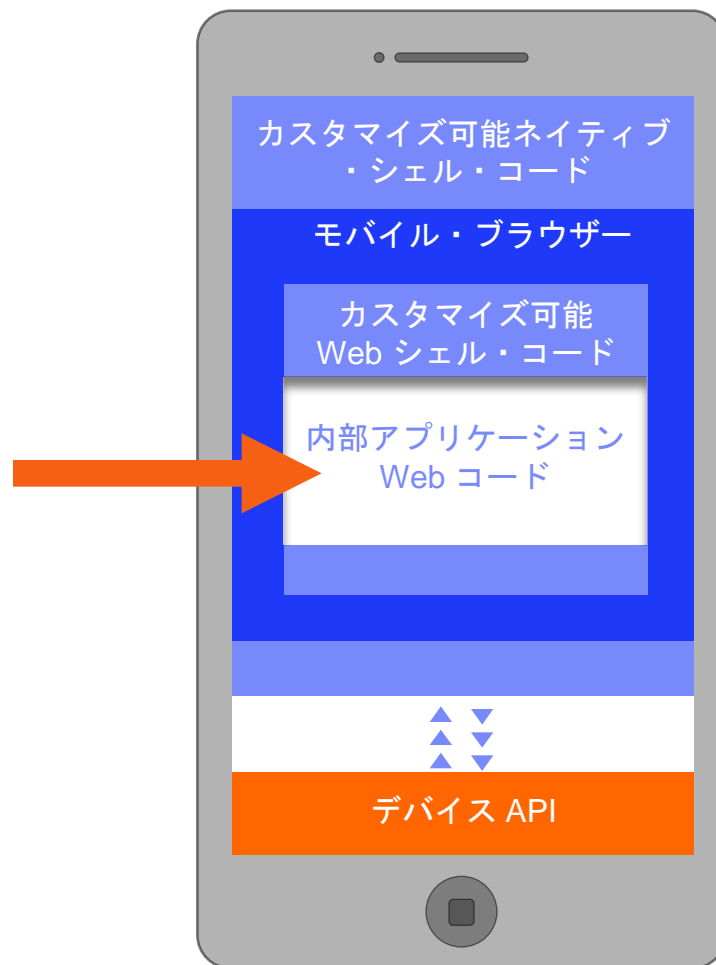 カスタマイズ可能ネイティブ
・シェル・コード
モバイル・ブラウザー
カスタマイズ可能
Web シェル・コード
内部アプリケーション
Web コード
デバイス API